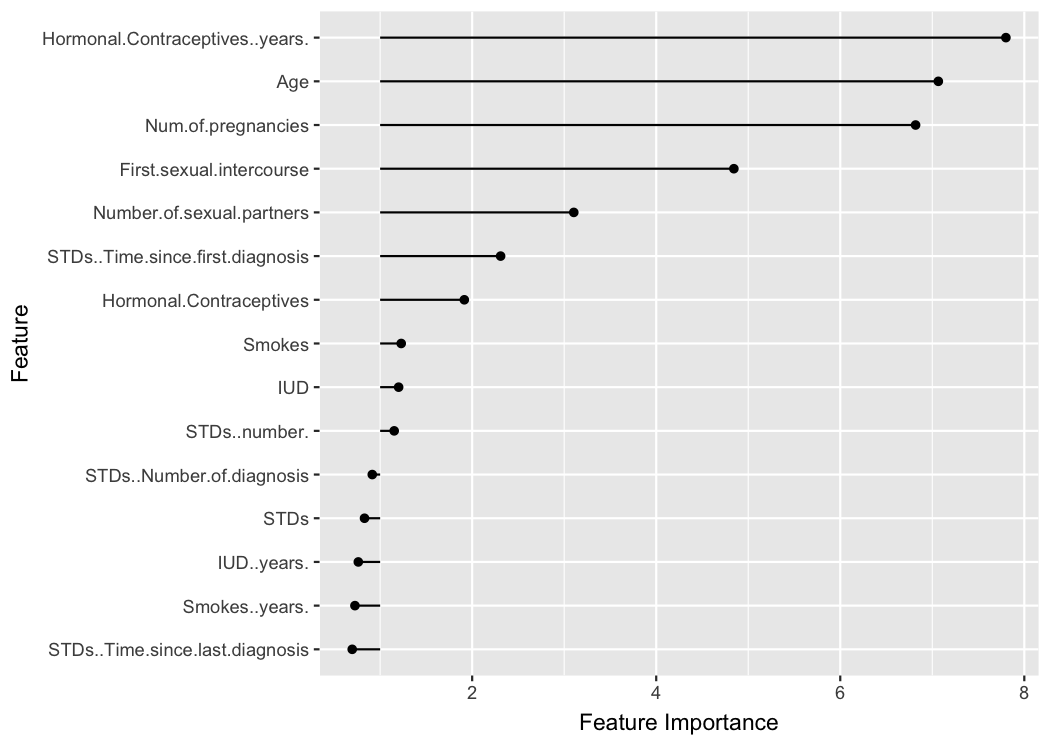 Hormonal.Contraceptives..years.
Age
Num.of.pregnancies
First.sexual.intercourse
Number.of.sexual.partners
STDs..Time.since.first.diagnosis
Hormonal.Contraceptives
Smokes
IUD
STDs..number.
STDs..Number.of.diagnosis
STDs
IUD..years.
Smokes..years.
STDs..Time.since.last.diagnosis
Feature
2 4 6 8
Feature Importance